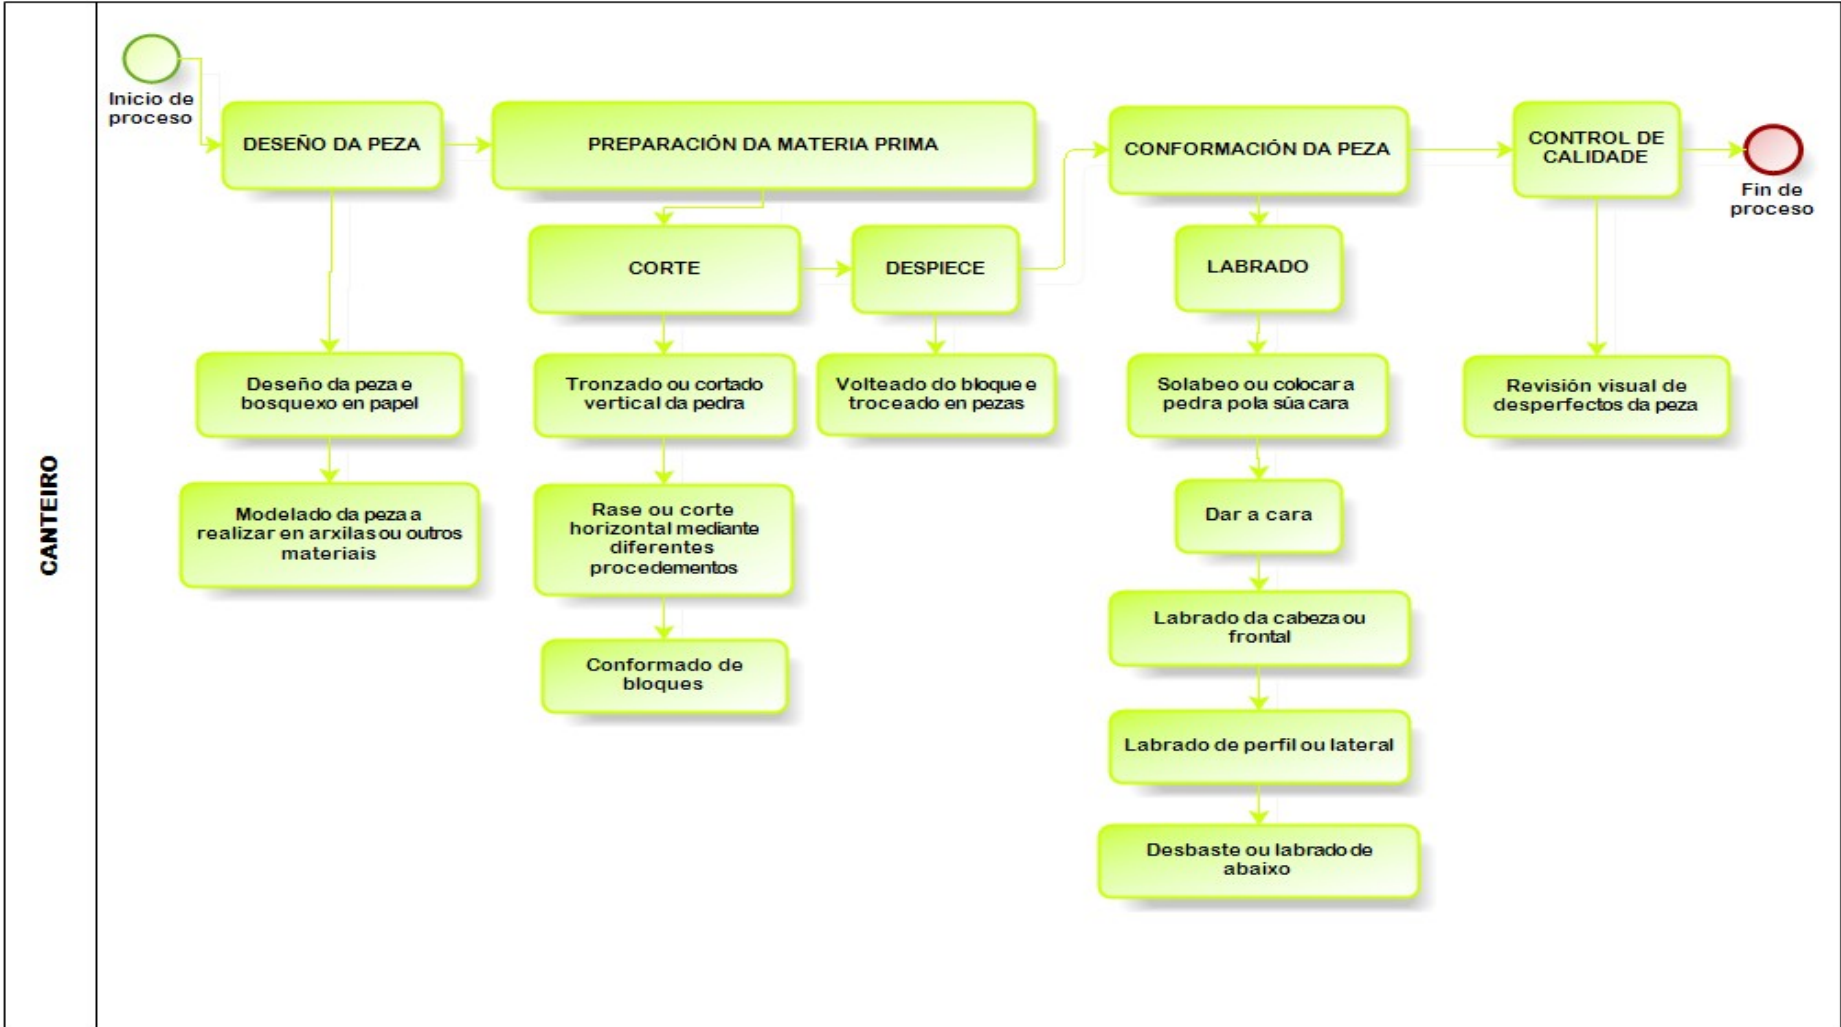 CANTEIRO
Inicio de
proceso
DESEÑO DA PEZA
PREPARACIÓN DA MATERIA PRIMA
CONFORMACIÓN DA PEZA
CONTROL DE
CALIDADE
Fin de
proceso
CORTE
DESPIECE
LABRADO
Deseño da peza e
bosquexo en papel
Tronzado ou cortado
vertical da pedra
Volteado do bloque e
troceado en pezas
Solabeo ou colocar a
pedra pola súa cara
Revisión visual de
desperfectos da peza
Modelado da peza a
realizar en arxilas ou outros
materiais
Rase ou corte
horizontal mediante
diferentes
procedementos
Dar a cara
Conformado de
bloques
Labrado da cabeza ou
frontal
Labrado de perfil ou lateral
Desbaste ou labrado de
abaixo